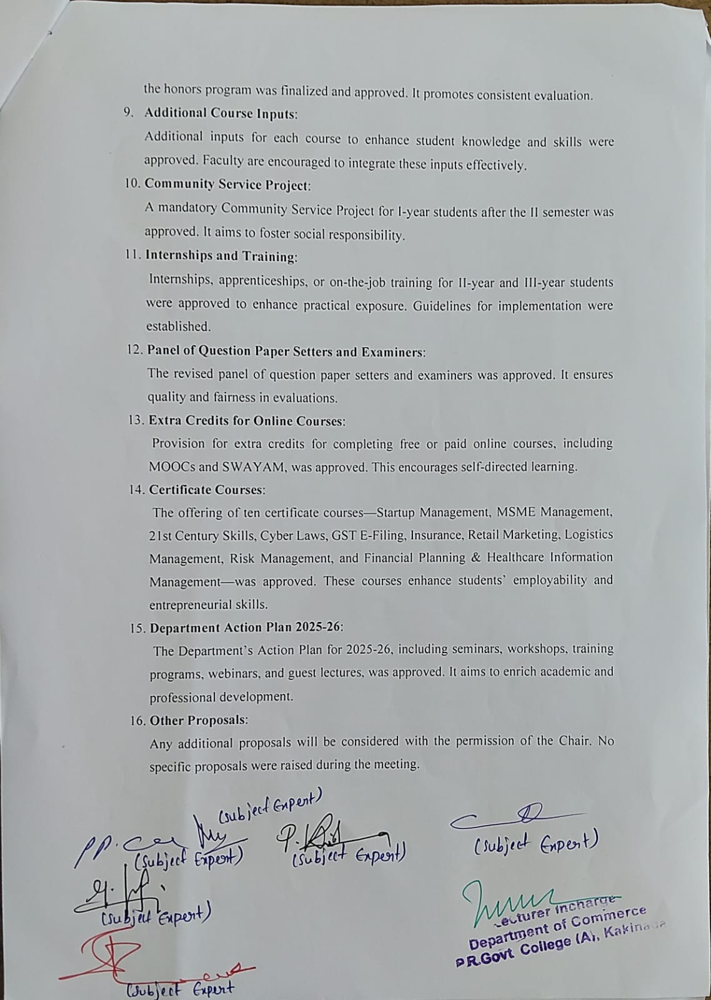 the honors program was finalized and approved. It promotes consistent evaluation.
9. Additional Course Inputs:
Additional inputs for each course to enhance student knowledge and skills were
approved. Faculty are encouraged to integrate these inputs effectively.
10. Community Service Project:
A mandatory Community Service Project for I-year students after the II semester was
approved. It aims to foster social responsibility.
11. Internships and Training:
Internships, apprenticeships, or on-the-job training for II-year and III-year students
were approved to enhance practical exposure. Guidelines for implementation were
established.
12. Panel of Question Paper Setters and Examiners:
The revised panel of question paper setters and examiners was approved. It ensures
quality and fairness in evaluations.
13. Extra Credits for Online Courses:
Provision for extra credits for completing free or paid online courses, including
MOOCs and SWAYAM, was approved. This encourages self-directed learning.
14. Certificate Courses:
The offering of ten certificate courses—Startup Management, MSME Management,
21st Century Skills, Cyber Laws, GST E-Filing, Insurance, Retail Marketing, Logistics
Management, Risk Management, and Financial Planning & Healthcare Information
Management—was approved. These courses enhance students' employability and
entrepreneurial skills.
15. Department Action Plan 2025-26:
The Department's Action Plan for 2025-26, including seminars, workshops, training
programs, webinars, and guest lectures, was approved. It aims to enrich academic and
professional development.
16. Other Proposals:
Any additional proposals will be considered with the permission of the Chair. No
specific proposals were raised during the meeting.
(Subject Expert)
(Subject Expert)
(Subject Expert)
(Subject Expert)
(Subject Expert)
Lecturer Incharge
Department of Commerce
P.R.Govt College (A), Kakinada
(Subject Expert